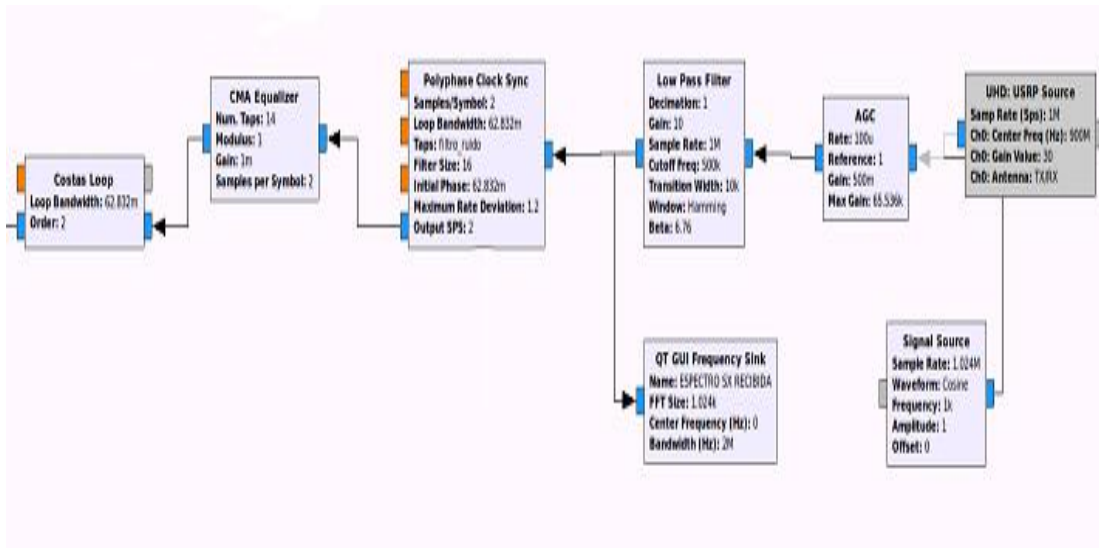 CMA Equalizer
Num. Taps: 14
Modulus: 1
Gain: 1m
Samples per Symbol: 2
Costas Loop
Loop Bandwidth: 62.832m
Order: 2
Polyphase Clock Sync
Samples/Symbol: 2
Loop Bandwidth: 62.832m
Taps: filtro_ruido
Filter Size: 16
Initial Phase: 62.832m
Maximum Rate Deviation: 1.2
Output SPS: 2
Low Pass Filter
Decimation: 1
Gain: 10
Sample Rate: 1M
Cutoff Freq: 500k
Transition Width: 10k
Window: Hamming
Beta: 6.76
AGC
Rate: 100u
Reference: 1
Gain: 500m
Max Gain: 65.536k
UHD: USRP Source
Samp Rate (Sps): 1M
Ch0: Center Freq (Hz): 900M
Ch0: Gain Value: 30
Ch0: Antenna: TX/RX
QT GUI Frequency Sink
Name: ESPECTRO SX RECIBIDA
FFT Size: 1.024k
Center Frequency (Hz): 0
Bandwidth (Hz): 2M
Signal Source
Sample Rate: 1.024M
Waveform: Cosine
Frequency: 1k
Amplitude: 1
Offset: 0